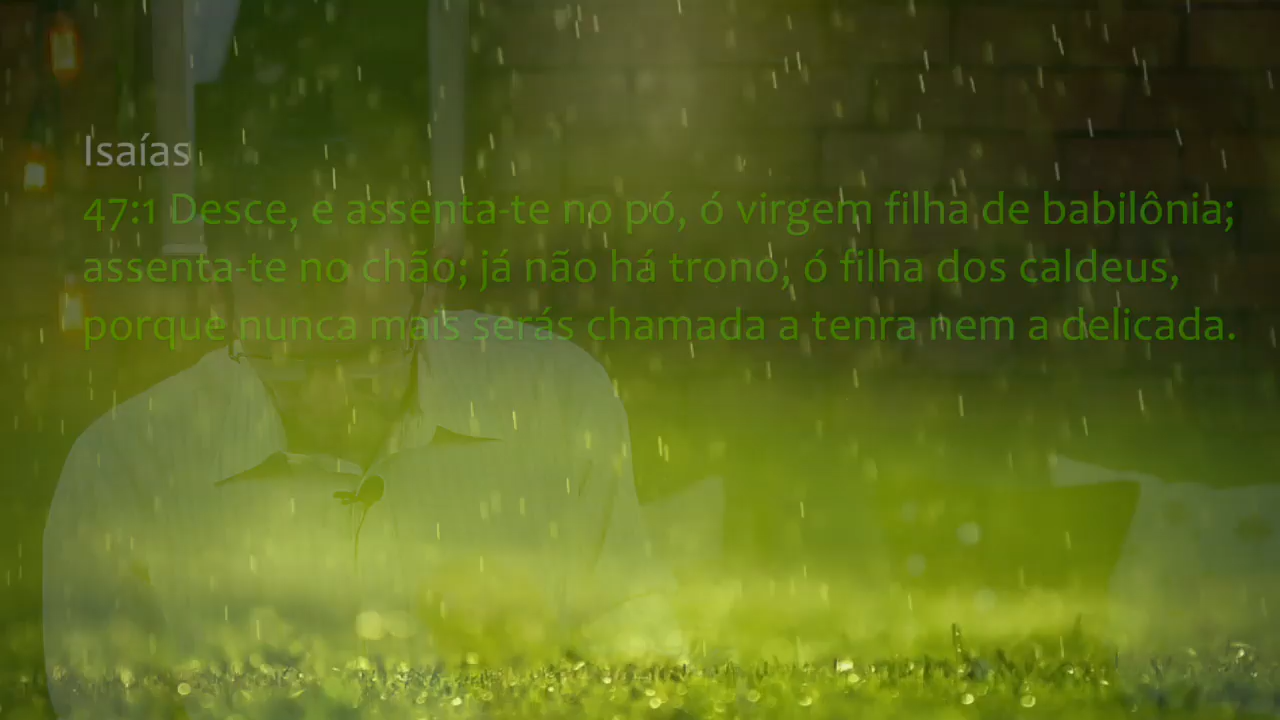 Isaías
47:1 Desce, e assenta-te no pó, ó virgem filha de babilônia;
assenta-te no chão; já não há trono, ó filha dos caldeus,
porque nunca mais serás chamada a tenra nem a delicada.